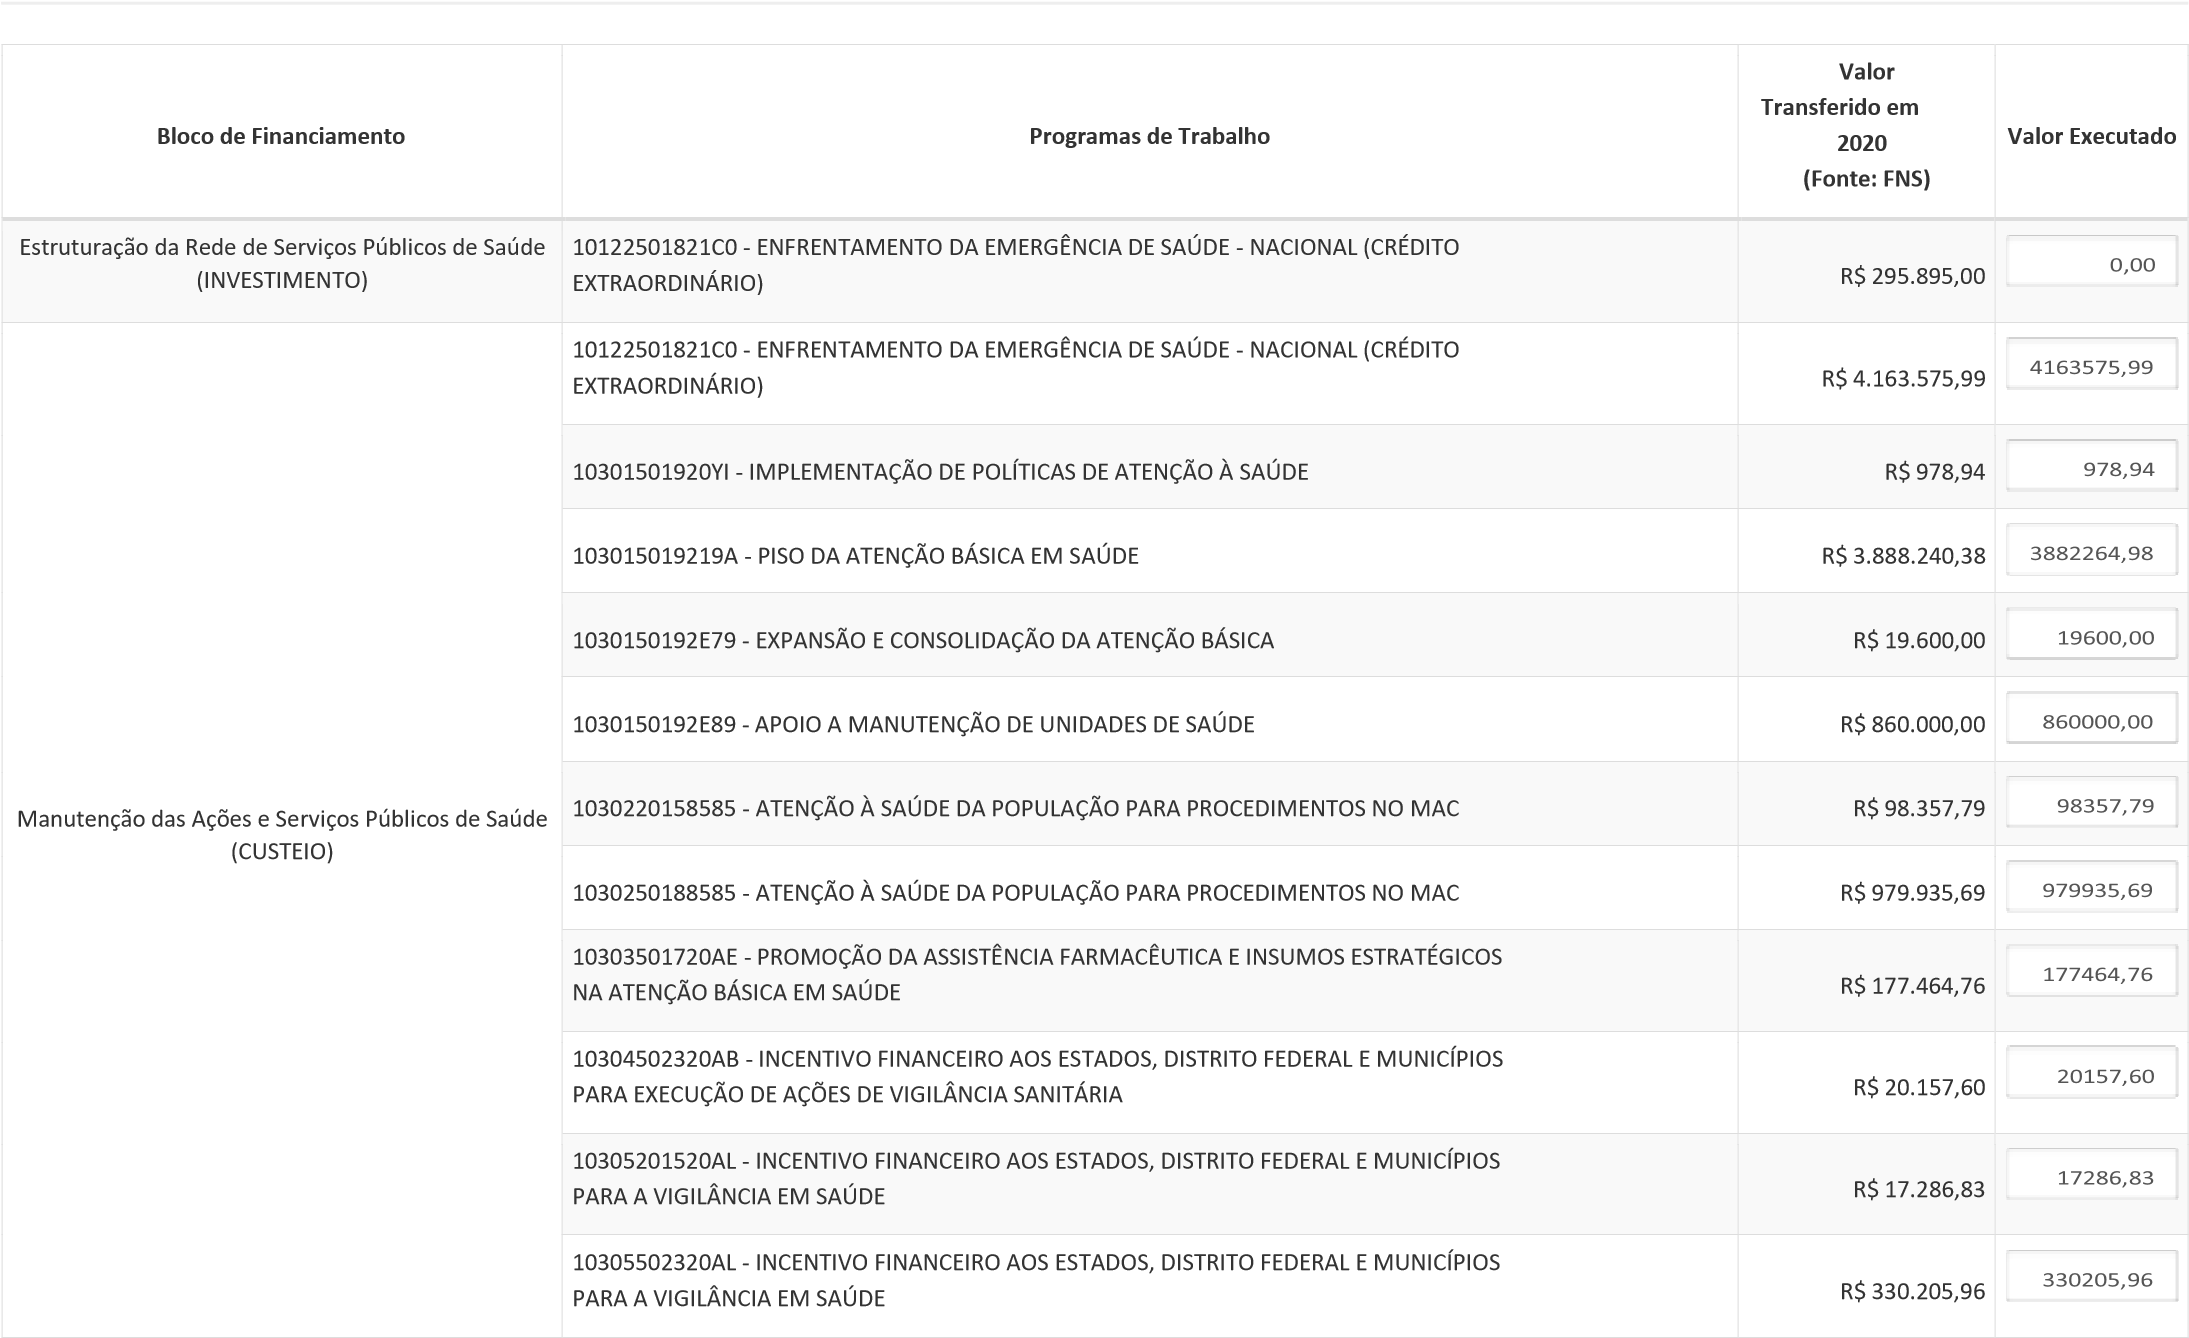 Bloco de Financiamento
Programas de Trabalho
Valor
Transferido em
2020
(Fonte: FNS)
Valor Executado
Estruturação da Rede de Serviços Públicos de Saúde
(INVESTIMENTO)
10122501821C0 - ENFRENTAMENTO DA EMERGÊNCIA DE SAÚDE - NACIONAL (CRÉDITO
EXTRAORDINÁRIO)
R$ 295.895,00
0,00
Manutenção das Ações e Serviços Públicos de Saúde
(CUSTEIO)
10122501821C0 - ENFRENTAMENTO DA EMERGÊNCIA DE SAÚDE - NACIONAL (CRÉDITO
EXTRAORDINÁRIO)
R$ 4.163.575,99
4163575,99
10301501920YI - IMPLEMENTAÇÃO DE POLÍTICAS DE ATENÇÃO À SAÚDE
R$ 978,94
978,94
103015019219A - PISO DA ATENÇÃO BÁSICA EM SAÚDE
R$ 3.888.240,38
3882264,98
1030150192E79 - EXPANSÃO E CONSOLIDAÇÃO DA ATENÇÃO BÁSICA
R$ 19.600,00
19600,00
1030150192E89 - APOIO A MANUTENÇÃO DE UNIDADES DE SAÚDE
R$ 860.000,00
860000,00
1030220158585 - ATENÇÃO À SAÚDE DA POPULAÇÃO PARA PROCEDIMENTOS NO MAC
R$ 98.357,79
98357,79
1030250188585 - ATENÇÃO À SAÚDE DA POPULAÇÃO PARA PROCEDIMENTOS NO MAC
R$ 979.935,69
979935,69
10303501720AE - PROMOÇÃO DA ASSISTÊNCIA FARMACÊUTICA E INSUMOS ESTRATÉGICOS
NA ATENÇÃO BÁSICA EM SAÚDE
R$ 177.464,76
177464,76
10304502320AB - INCENTIVO FINANCEIRO AOS ESTADOS, DISTRITO FEDERAL E MUNICÍPIOS
PARA EXECUÇÃO DE AÇÕES DE VIGILÂNCIA SANITÁRIA
R$ 20.157,60
20157,60
10305201520AL - INCENTIVO FINANCEIRO AOS ESTADOS, DISTRITO FEDERAL E MUNICÍPIOS
PARA A VIGILÂNCIA EM SAÚDE
R$ 17.286,83
17286,83
10305502320AL - INCENTIVO FINANCEIRO AOS ESTADOS, DISTRITO FEDERAL E MUNICÍPIOS
PARA A VIGILÂNCIA EM SAÚDE
R$ 330.205,96
330205,96